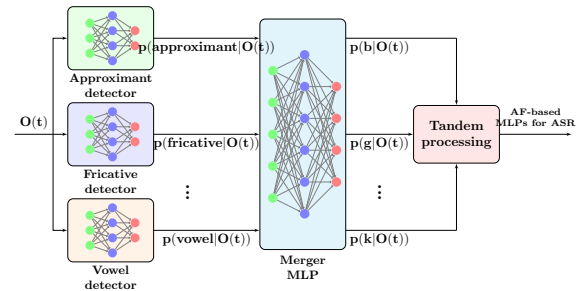 O(t)
Approximant
detector
Fricative
detector
Vowel
detector
p(approximant|O(t))
p(fricative|O(t))
⋮
p(vowel|O(t))
Merger
MLP
p(b|O(t))
p(g|O(t))
⋮
p(k|O(t))
Tandem
processing
AF-based
MLPs for ASR